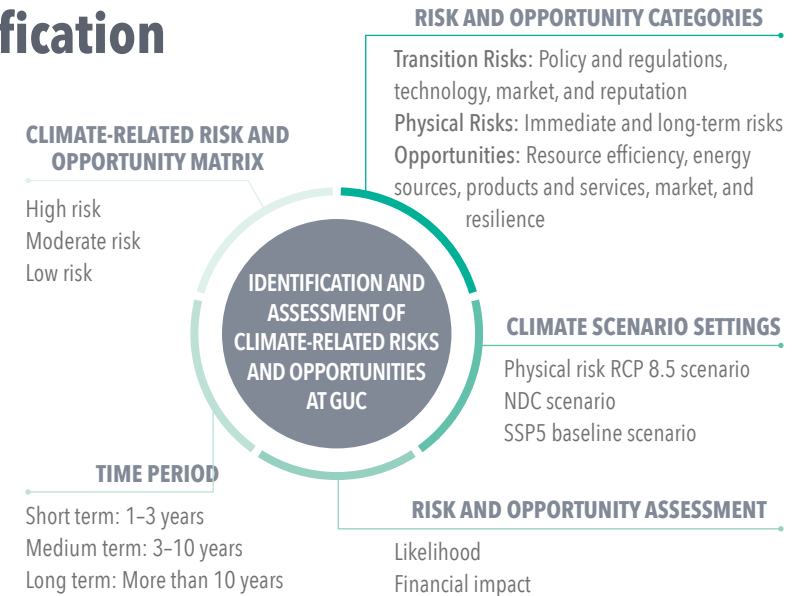 fication
RISK AND OPPORTUNITY CATEGORIES
Transition Risks: Policy and regulations,
technology, market, and reputation
Physical Risks: Immediate and long-term risks
Opportunities: Resource efficiency, energy
sources, products and services, market, and
resilience
CLIMATE-RELATED RISK AND
OPPORTUNITY MATRIX
High risk
Moderate risk
Low risk
IDENTIFICATION AND
ASSESSMENT OF
CLIMATE-RELATED RISKS
AND OPPORTUNITIES
AT GUC
CLIMATE SCENARIO SETTINGS
Physical risk RCP 8.5 scenario
NDC scenario
SSP5 baseline scenario
TIME PERIOD
Short term: 1–3 years
Medium term: 3–10 years
Long term: More than 10 years
RISK AND OPPORTUNITY ASSESSMENT
Likelihood
Financial impact